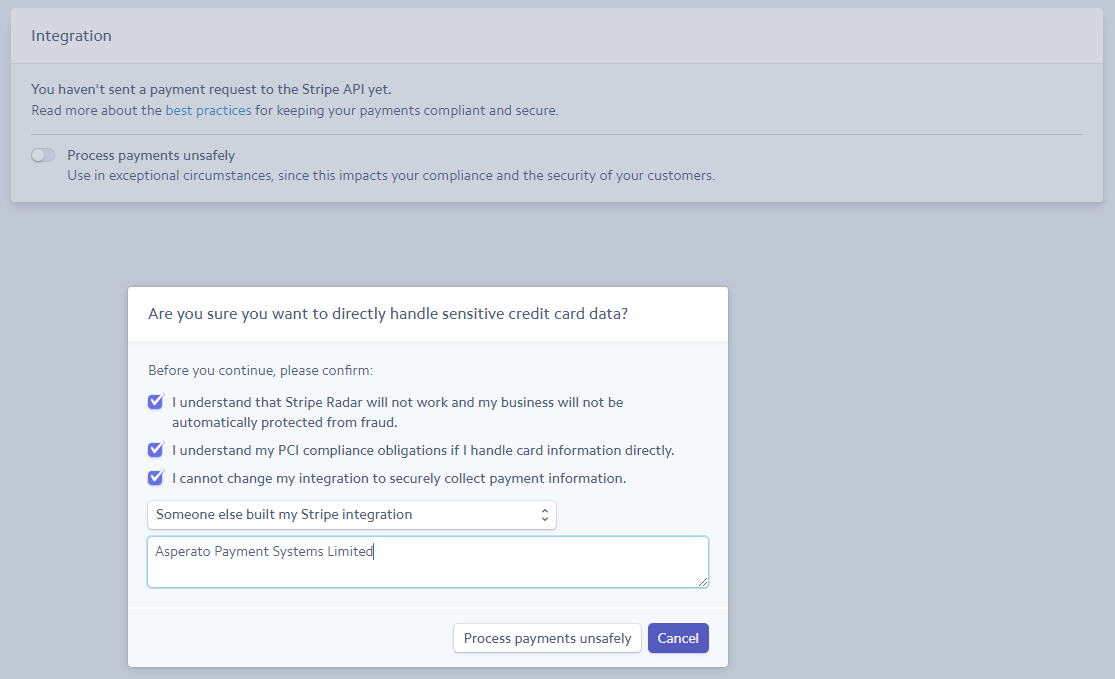 Integration
You haven't sent a payment request to the Stripe API yet.
Read more about the best practices for keeping your payments compliant and secure.
Process payments unsafely
Use in exceptional circumstances, since this impacts your compliance and the security of your customers.
Are you sure you want to directly handle sensitive credit card data?
Before you continue, please confirm:
I understand that Stripe Radar will not work and my business will not be
automatically protected from fraud.
I understand my PCI compliance obligations if I handle card information directly.
I cannot change my integration to securely collect payment information.
Someone else built my Stripe integration
Asperato Payment Systems Limited
Process payments unsafely
Cancel